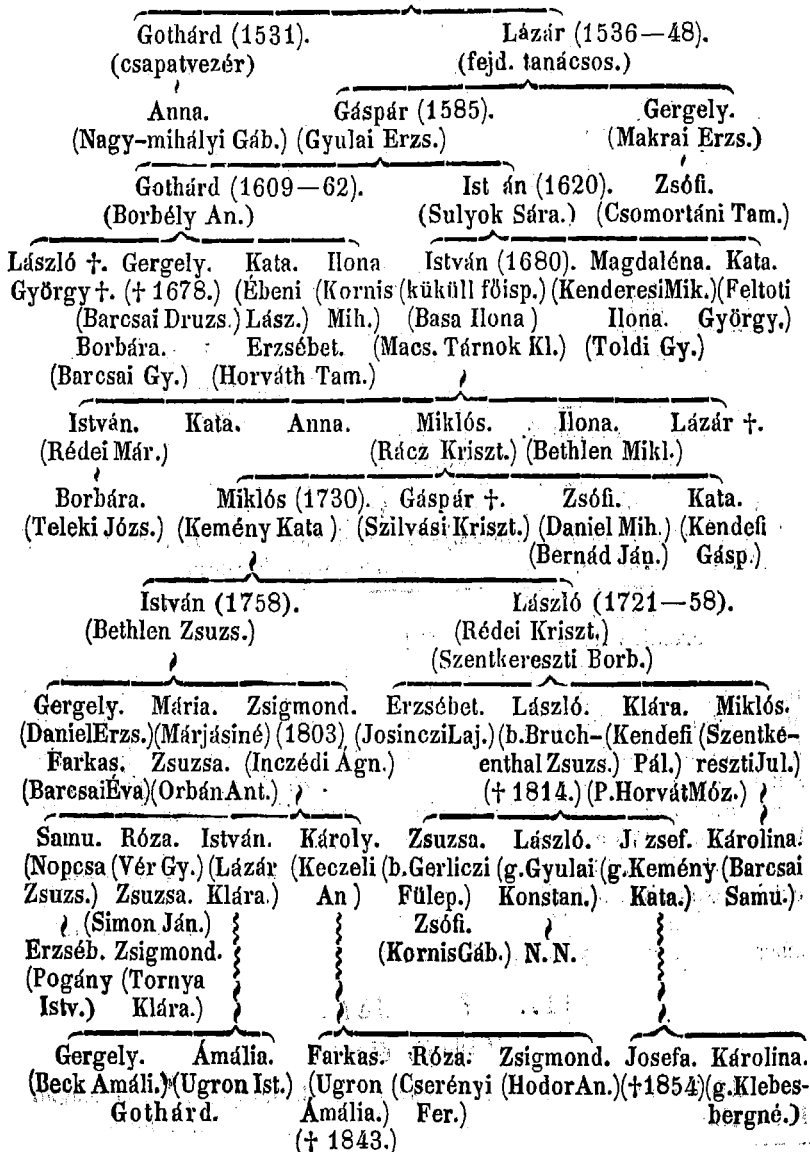 Gothárd (1531). Lázár (1536—48).
(csapatvezér) (fejd. tanácsos.)
Anna. Gáspár (1585). Gergely.
(Nagy-mihályi Gáb.) (Gyulai Erzs.) (Makrai Erzs.)
Gothárd (1609—62). Ist án (1620). Zsófi.
(Borbély An.) (Sulyok Sára.) (Csomortáni Tam.)
László †. Gergely. Kata. Ilona István (1680). Magdaléna. Kata.
György †. († 1678.) (Ébeni (Kornis (küküll főisp.) (KenderesiMik.)(Feltoti
(Barcsai Druzs.) Lász.) Mih.) (Basa Ilona ) Ilona. György.)
Borbára. Erzsébet. (Macs. Tárnok Kl.) (Toldi Gy.)
(Barcsai Gy.) (Horváth Tam.)
István. Kata. Anna. Miklós. Ilona. Lázár †.
(Rédei Már.) (Rácz Kriszt.) (Bethlen Mikl.)
Borbára. Miklós (1730). Gáspár †. Zsófi. Kata.
(Teleki Józs.) (Kemény Kata ) (Szilvási Kriszt.) (Daniel Mih.) (Kendefi
(Bernád Ján.) Gásp.)
István (1758). László (1721—58).
(Bethlen Zsuzs.) (Rédei Kriszt.)
(Szentkereszti Borb.)
Gergely. Mária. Zsigmond. Erzsébet. László. Klára. Miklós.
(DanielErzs.)(Márjásiné) (1803) (JosincziLaj.) (b.Bruch- (Kendefi (Szentke-
Farkas. Zsuzsa. (Inczédi Ágn.) enthal Zsuzs.) Pál.) resztiJul.)
(BarcsaiÉva)(OrbánAnt.) († 1814.) (P.HorvátMóz.)
Samu. Róza. István. Károly. Zsuzsa. László. J zsef. Károlina.
(Nopcsa (Vér Gy.) (Lázár (Keczeli (b.Gerliczi (g.Gyulai (g.Kemény (Barcsai
Zsuzs.) Zsuzsa. Klára.) An ) Fülep.) Konstan.) Kata.) Samu.)
(Simon Ján.) Zsófi.
Erzséb. Zsigmond. (KornisGáb.) N. N.
(Pogány (Tornya
Istv.) Klára.)
Gergely. Ámália. Farkas. Róza. Zsigmond. Josefa. Károlina.
(Beck Amáli.) (Ugron Ist.) (Ugron (Cserényi (HodorAn.) (†1854) (g.Klebes-
Gothárd. Ámália.) Fer.) bergné.)
(† 1843.)